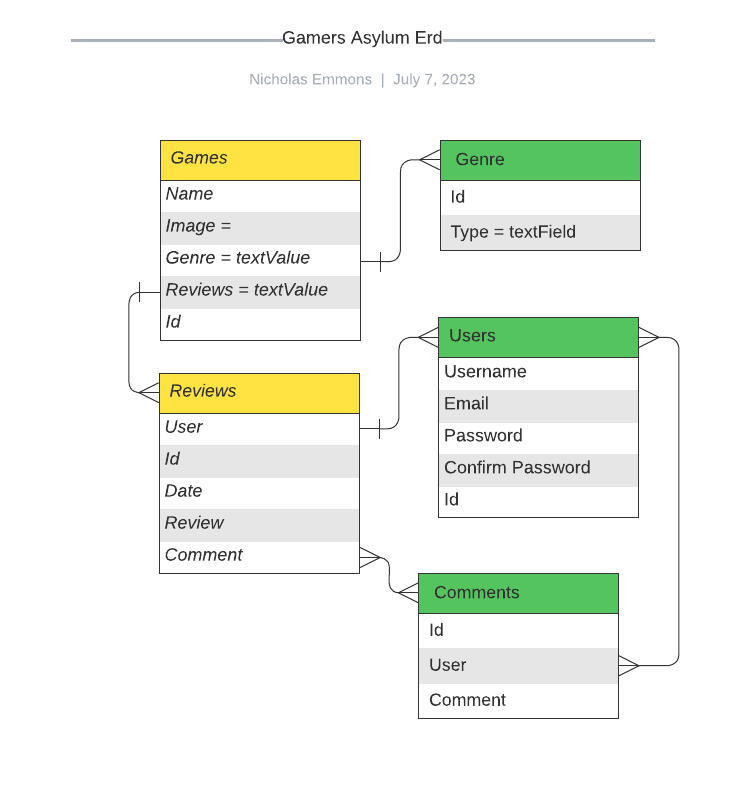 Gamers Asylum Erd
Nicholas Emmons | July 7, 2023
Games
Name
Image =
Genre = textValue
Reviews = textValue
Id
Genre
Id
Type = textField
Reviews
User
Id
Date
Review
Comment
Users
Username
Email
Password
Confirm Password
Id
Comments
Id
User
Comment